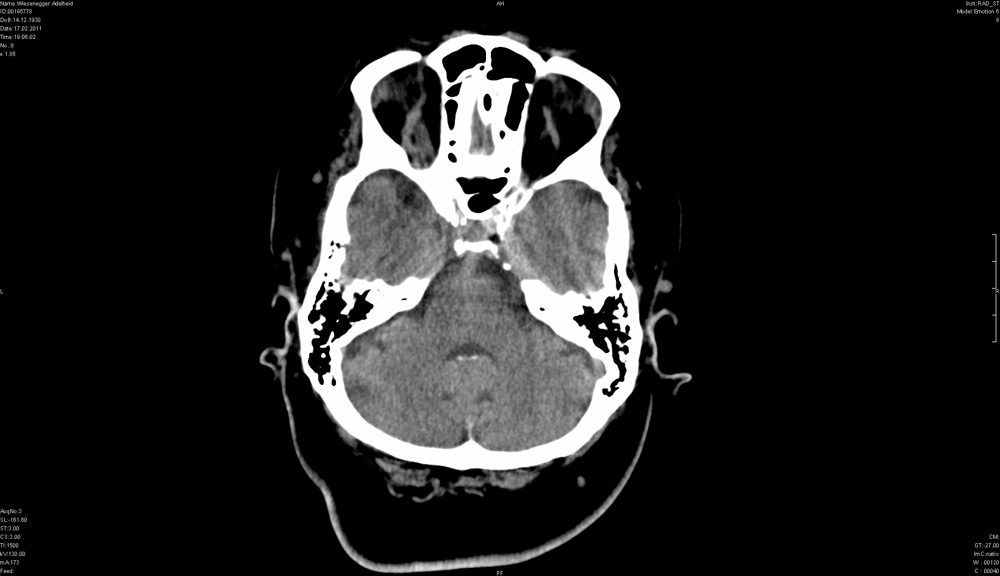 Name:Wiesenegger Adelheid
ID:00195778
DoB:14.12.1930
Date:17.02.2011
Time:19:06:02
No.:8
x 1.85
AH
Inst:RAD_ST
Model:Emotion 6
8
L
R
AcqNo:3
SL:-161.60
ST:3.00
CS:3.00
TI:1500
kV:130.00
mA:173
Feed:
PF
CM:
GT:-27.00
ImC:nativ
W : 00120
C : 00040